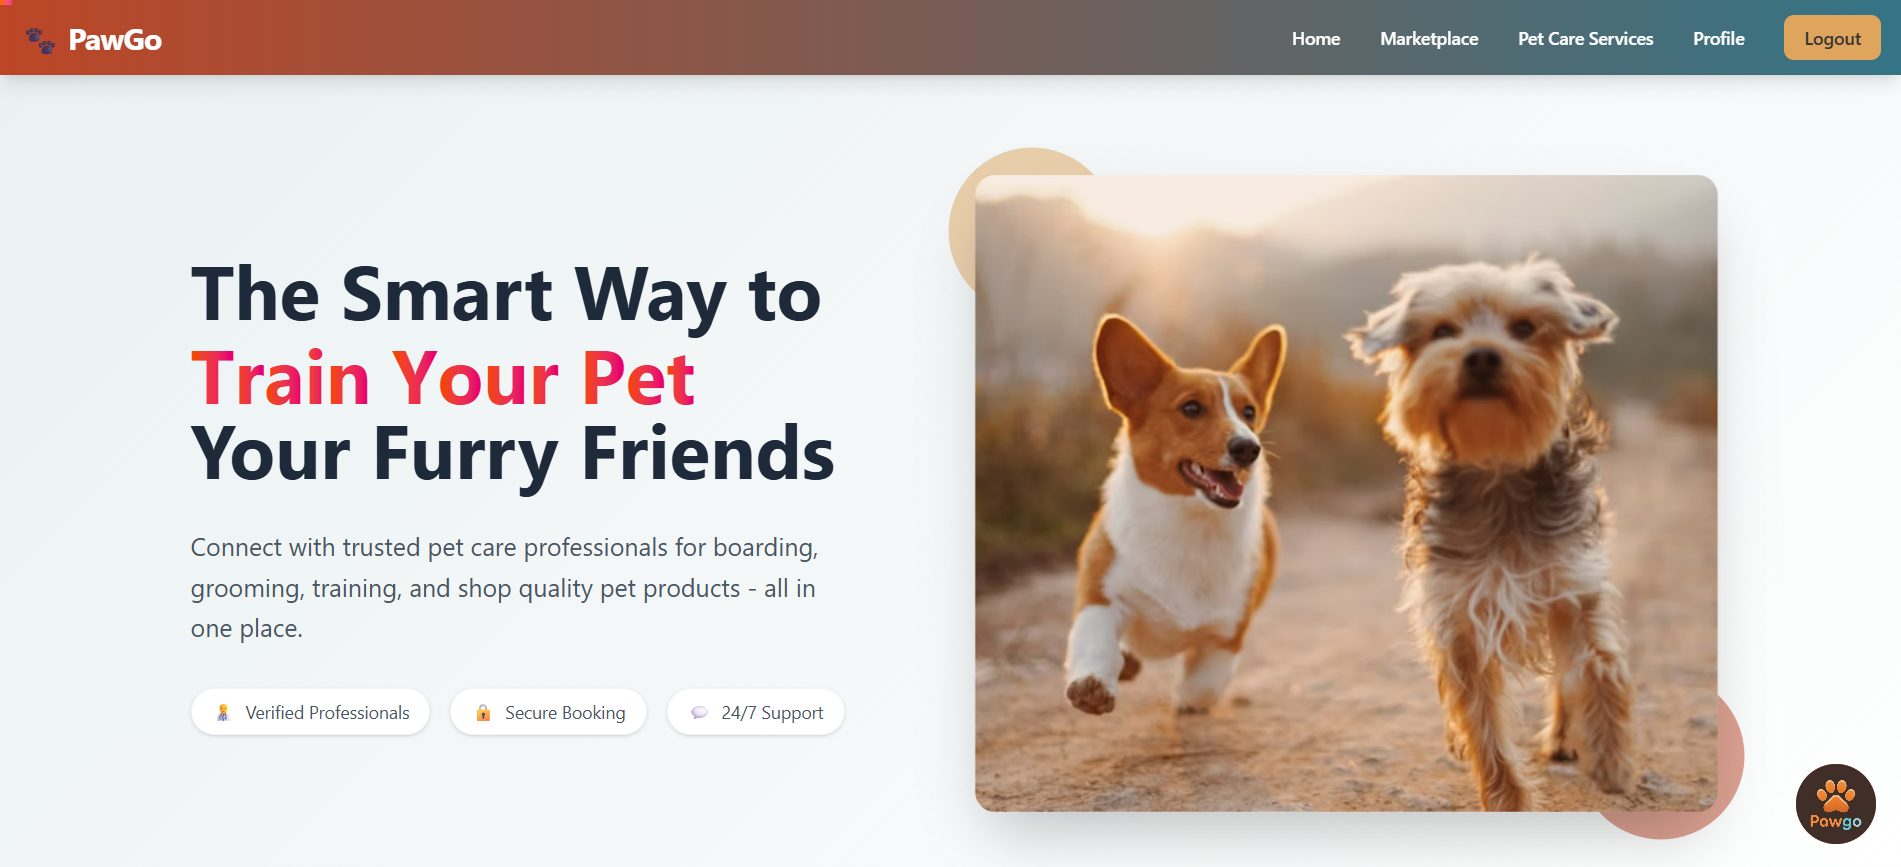 PawGo
Home
Marketplace
Pet Care Services
Profile
Logout
The Smart Way to
Train Your Pet
Your Furry Friends
Connect with trusted pet care professionals for boarding,
grooming, training, and shop quality pet products - all in
one place.
Verified Professionals
Secure Booking
24/7 Support
Pawgo